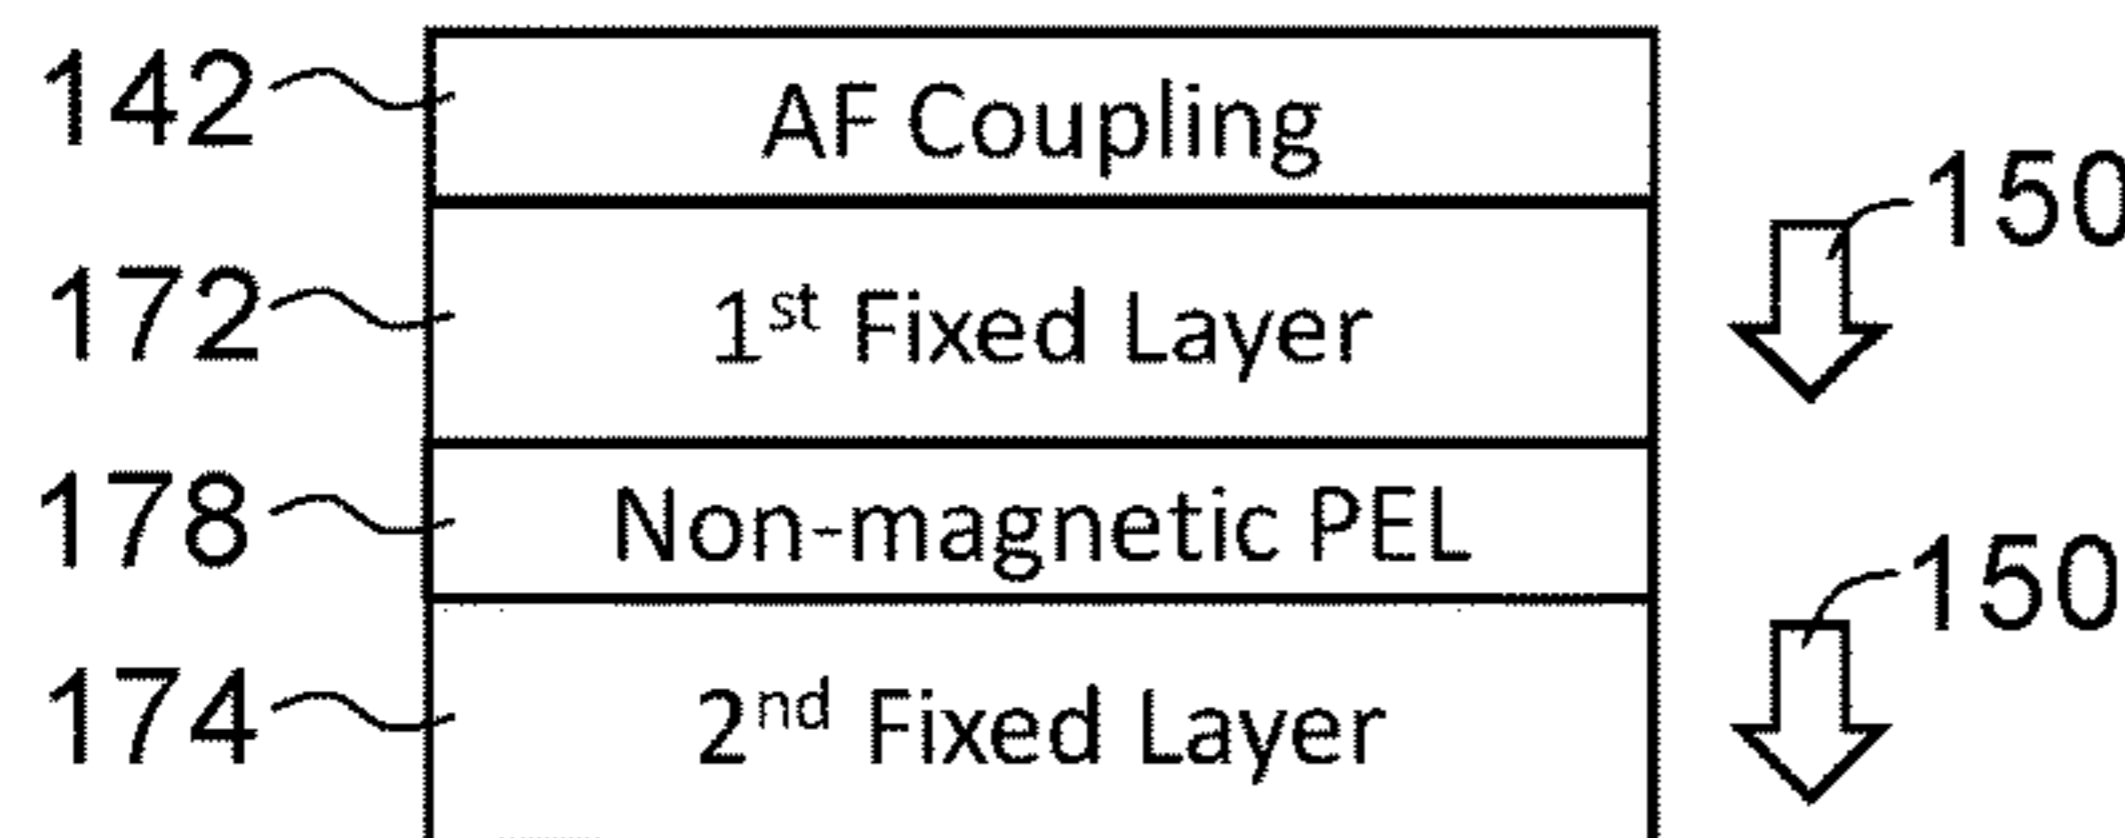 142 AF Coupling
150
172 1st Fixed Layer
178 Non-magnetic PEL
150
174 2nd Fixed Layer